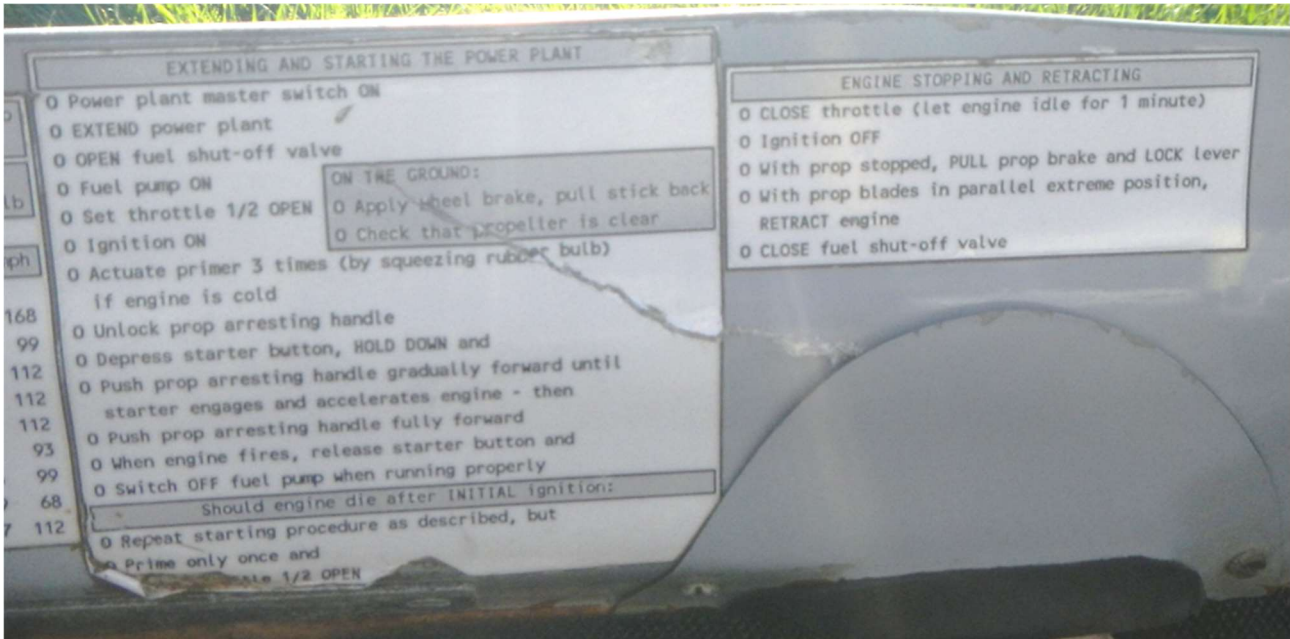 lb
mph
168
99
112
112
112
93
99
68
7 112
EXTENDING AND STARTING THE POWER PLANT
O Power plant master switch ON
O EXTEND power plant
O OPEN fuel shut-off valve
O Fuel pump ON
O Set throttle 1/2 OPEN
O Ignition ON
ON THE GROUND:
O Apply wheel brake, pull stick back
O Check that propeller is clear
O Actuate primer 3 times (by squeezing rubber bulb)
if engine is cold
O Unlock prop arresting handle
O Depress starter button, HOLD DOWN and
O Push prop arresting handle gradually forward until
starter engages and accelerates engine - then
O Push prop arresting handle fully forward
O When engine fires, release starter button and
O Switch OFF fuel pump when running properly
Should engine die after INITIAL ignition:
O Repeat starting procedure as described, but
O Prime only once and
1/2 OPEN
ENGINE STOPPING AND RETRACTING
O CLOSE throttle (let engine idle for 1 minute)
O Ignition OFF
O With prop stopped, PULL prop brake and LOCK lever
O With prop blades in parallel extreme position,
RETRACT engine
O CLOSE fuel shut-off valve